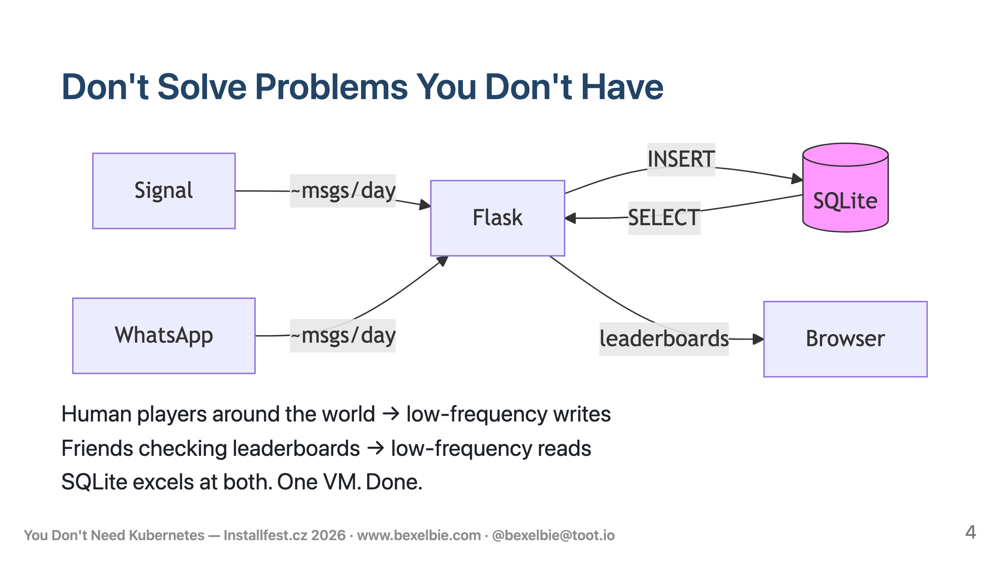 Don't Solve Problems You Don't Have
Signal
~msgs/day
Flask
INSERT
SELECT
SQLite
WhatsApp
~msgs/day
leaderboards
Browser
Human players around the world → low-frequency writes
Friends checking leaderboards → low-frequency reads
SQLite excels at both. One VM. Done.
You Don't Need Kubernetes — Installfest.cz 2026 · www.bexelbie.com · @bexelbie@toot.io
4